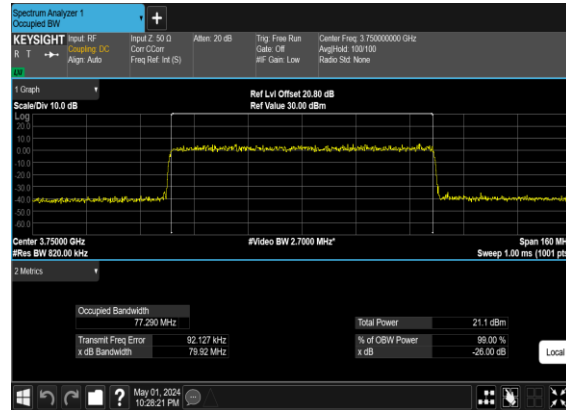 Spectrum Analyzer 1
Occupied BW
+
KEYSIGHT
R T
LW
Input: RF
Coupling: DC
Align: Auto
Input Z: 50 Ω
Corr CCorr
Freq Ref: Int (S)
Atten: 20 dB
Trig: Free Run
Gate: Off
#IF Gain: Low
Center Freq: 3.750000000 GHz
Avg|Hold: 100/100
Radio Std: None
1 Graph
Scale/Div 10.0 dB
Ref Lvl Offset 20.80 dB
Ref Value 30.00 dBm
Log
20.0
10.0
0.00
-10.0
-20.0
-30.0
-40.0
-50.0
-60.0
Center 3.75000 GHz
#Res BW 820.00 kHz
#Video BW 2.7000 MHz*
Span 160 MH
Sweep 1.00 ms (1001 pts
2 Metrics
Occupied Bandwidth
77.290 MHz
Transmit Freq Error 92.127 kHz
x dB Bandwidth 79.92 MHz
Total Power 21.1 dBm
% of OBW Power 99.00 %
x dB -26.00 dB
Local
?
May 01, 2024
10:28:21 PM